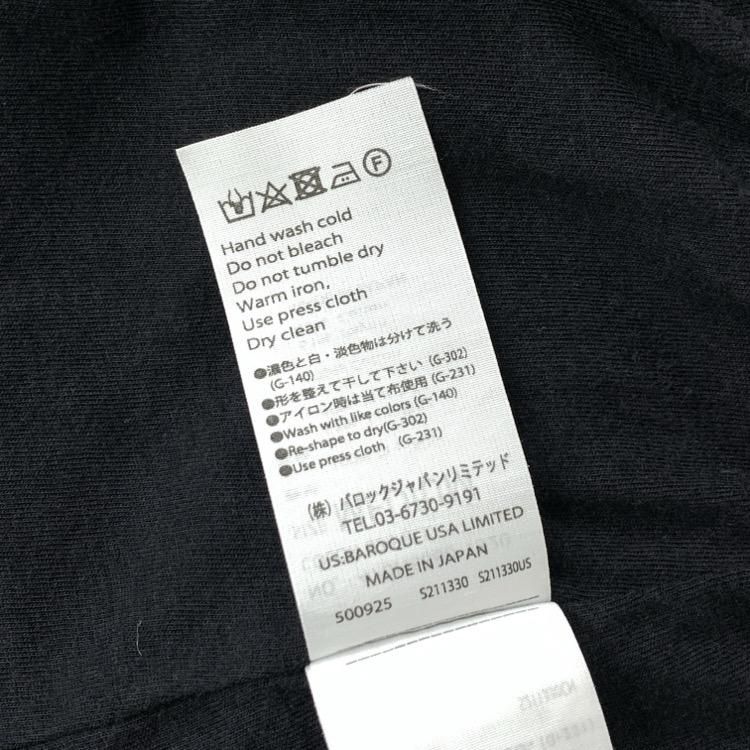 F
Hand wash cold
Do not bleach
Do not tumble dry
Warm iron,
Use press cloth
Dry clean
●濃色と白・淡色物は分けて洗う
(G-140)
●形を整えて干して下さい (G-302)
●アイロン時は当て布使用 (G-231)
●Wash with like colors (G-140)
●Re-shape to dry(G-302)
●Use press cloth (G-231)
(株) バロックジャパンリミテッド
TEL.03-6730-9191
US:BAROQUE USA LIMITED
MADE IN JAPAN
S00925 S211330 S211330US